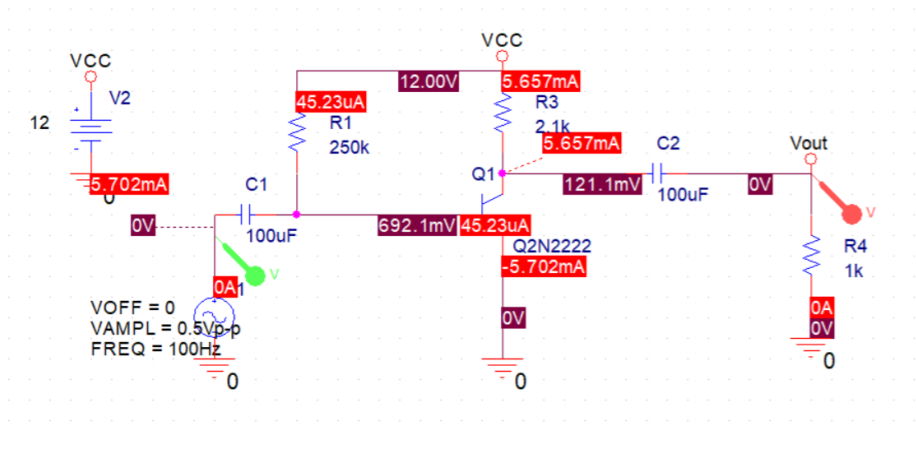 VCC
V2
12
5.702mA
0
0V
C1
100uF
0A
1
VOFF = 0
VAMPL = 0.5Vp-p
FREQ = 100Hz
0
45.23uA
R1
250k
12.00V
VCC
5.657mA
R3
2.1k
5.657mA
Q1
692.1mV
45.23uA
Q2N2222
-5.702mA
0V
0
121.1mV
C2
100uF
0V
Vout
V
V
R4
1k
0A
0V
0